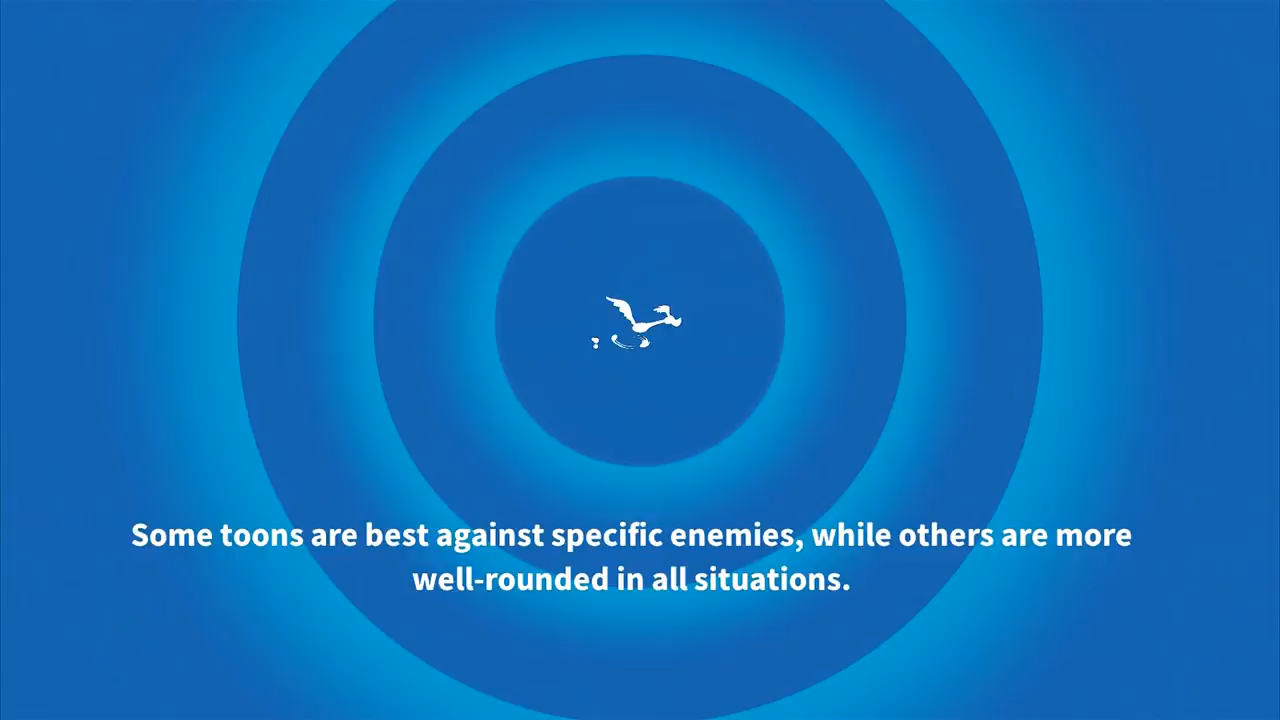 Some toons are best against specific enemies, while others are more
well-rounded in all situations.